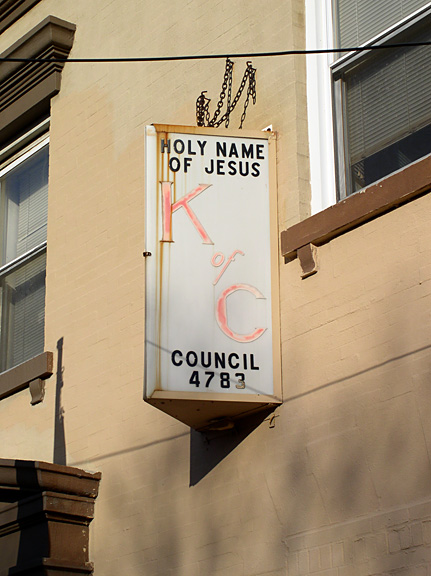 HOLY NAME
OF JESUS
K
of
C
COUNCIL
4783